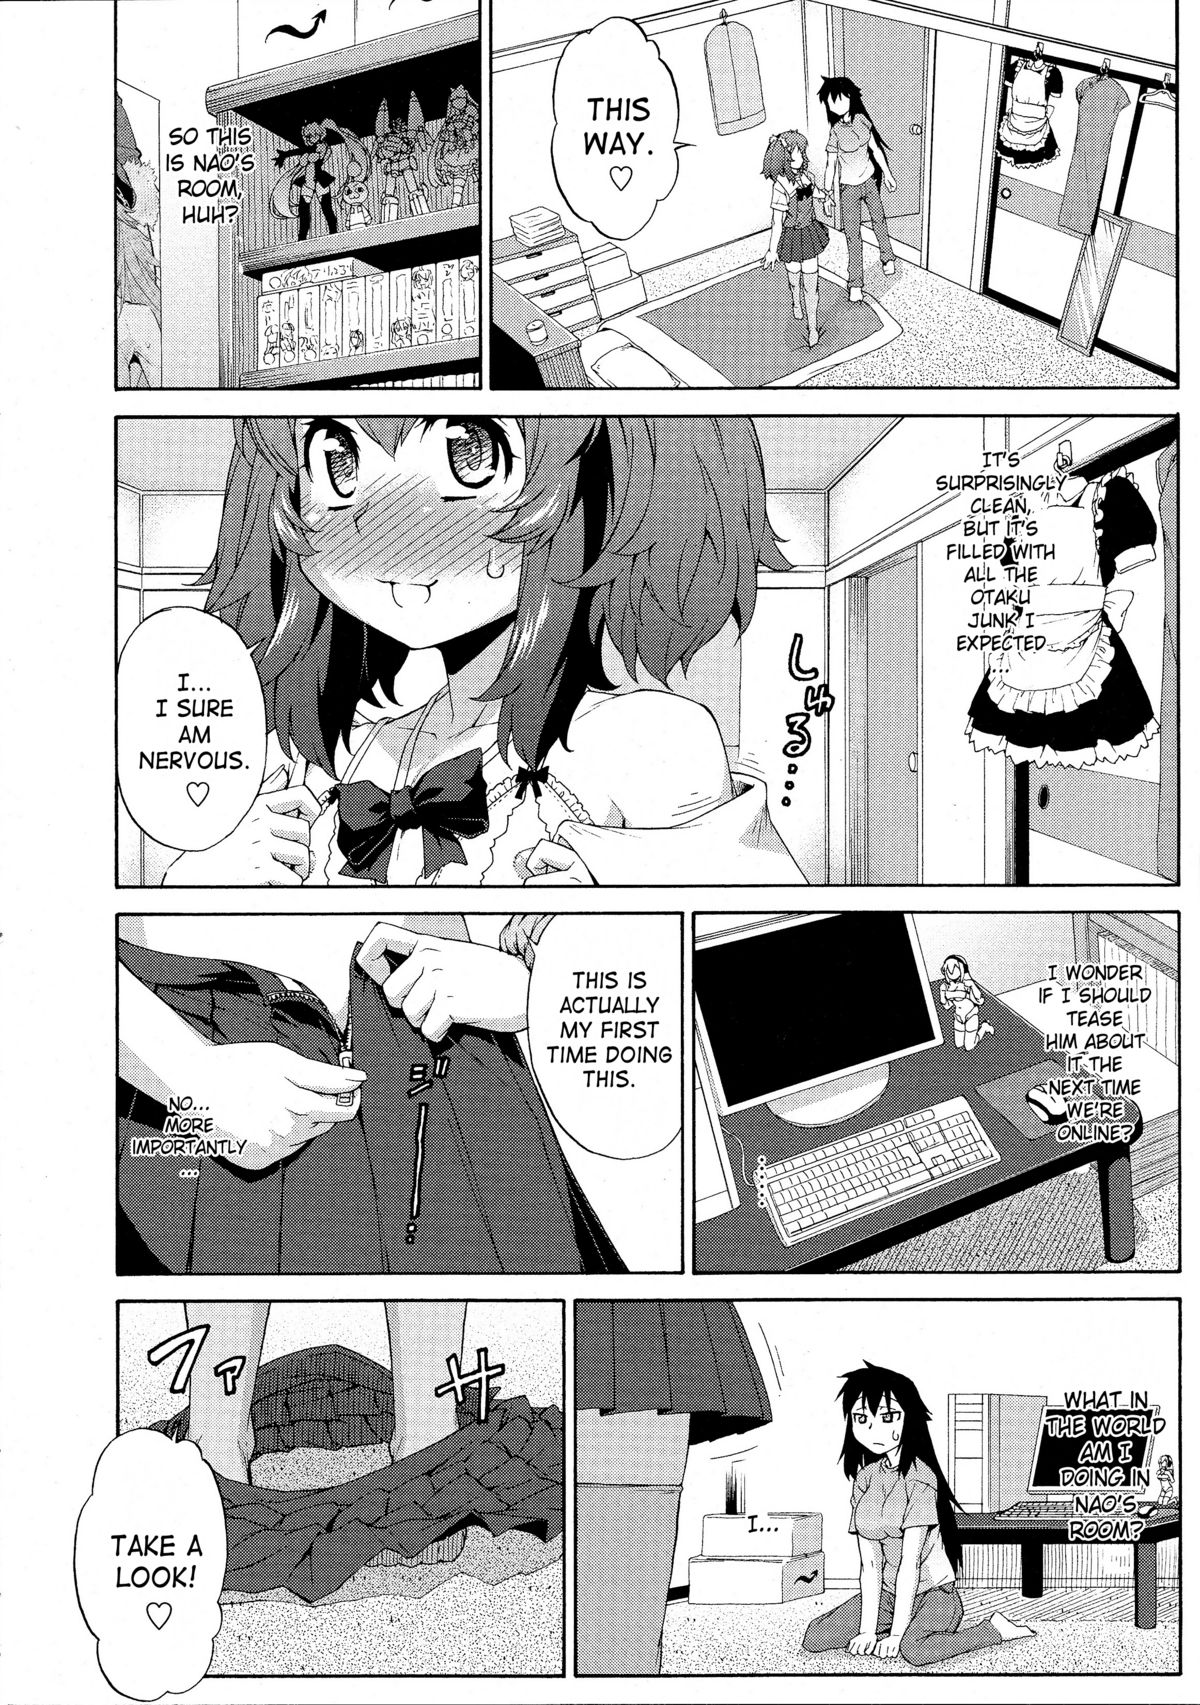 THIS
WAY.
♡
SO THIS
IS NAO'S
ROOM,
HUH?
IT'S
SURPRISINGLY
CLEAN,
BUT IT'S
FILLED WITH
ALL THE
OTAKU
JUNK I
EXPECTED
...
しゅる…
I...
I SURE
AM
NERVOUS.
♡
I WONDER
IF I SHOULD
TEASE
HIM ABOUT
IT THE
NEXT TIME
WE'RE
ONLINE?
THIS IS
ACTUALLY
MY FIRST
TIME DOING
THIS.
ジ…
NO...
MORE
IMPORTANTLY
...
WHAT IN
THE WORLD
AM I
DOING IN
NAO'S
ROOM?
I...
ファサ
TAKE A
LOOK!
♡